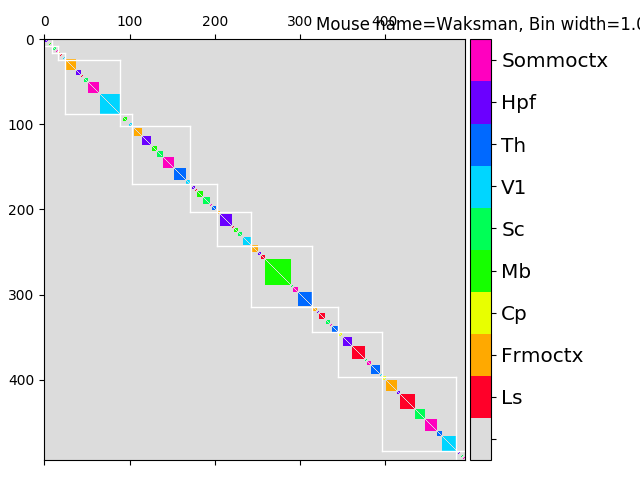 Mouse name=Waksman, Bin width=1.0
0 100 200 300 400
0
100
200
300
400
Sommoctx
Hpf
Th
V1
Sc
Mb
Cp
Frmoctx
Ls